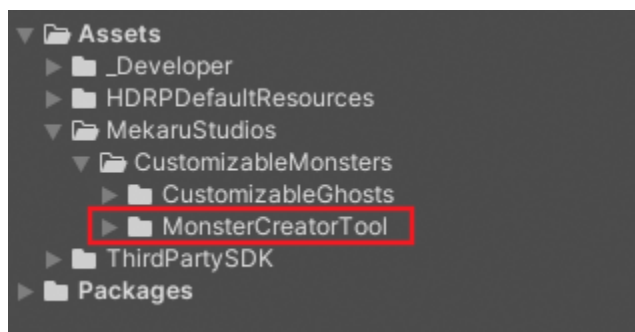 Assets
_Developer
HDRPDefaultResources
MekaruStudios
CustomizableMonsters
CustomizableGhosts
MonsterCreatorTool
ThirdPartySDK
Packages